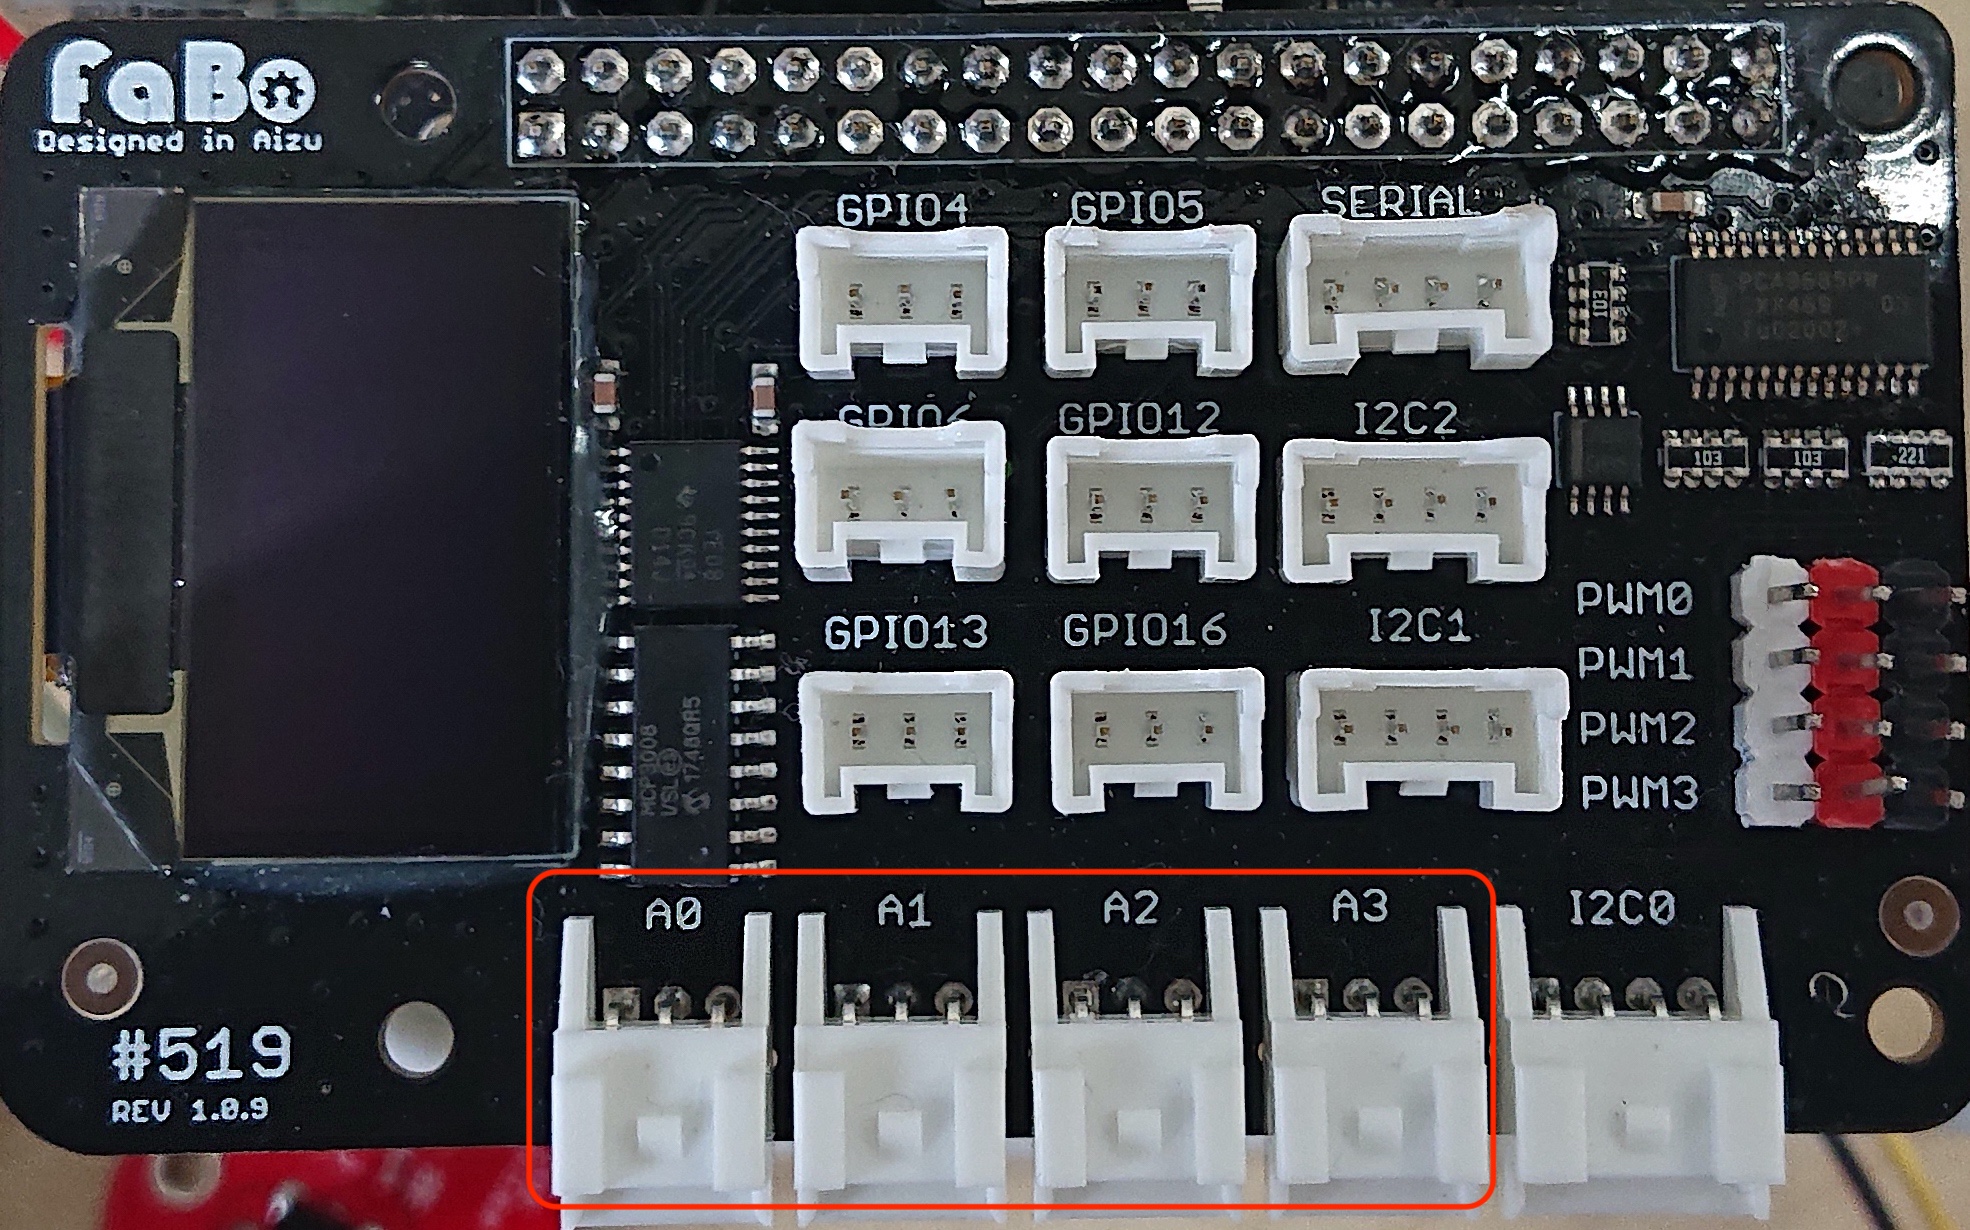 FaBo
Designed in Aizu
GPIO4
GPIO5
SERIAL
103
GPIO6
GPIO12
I2C2
103
103
221
GPIO13
GPIO16
I2C1
PWM0
PWM1
PWM2
PWM3
MCP3008
A0
A1
A2
A3
I2C0
#519
REV 1.0.9